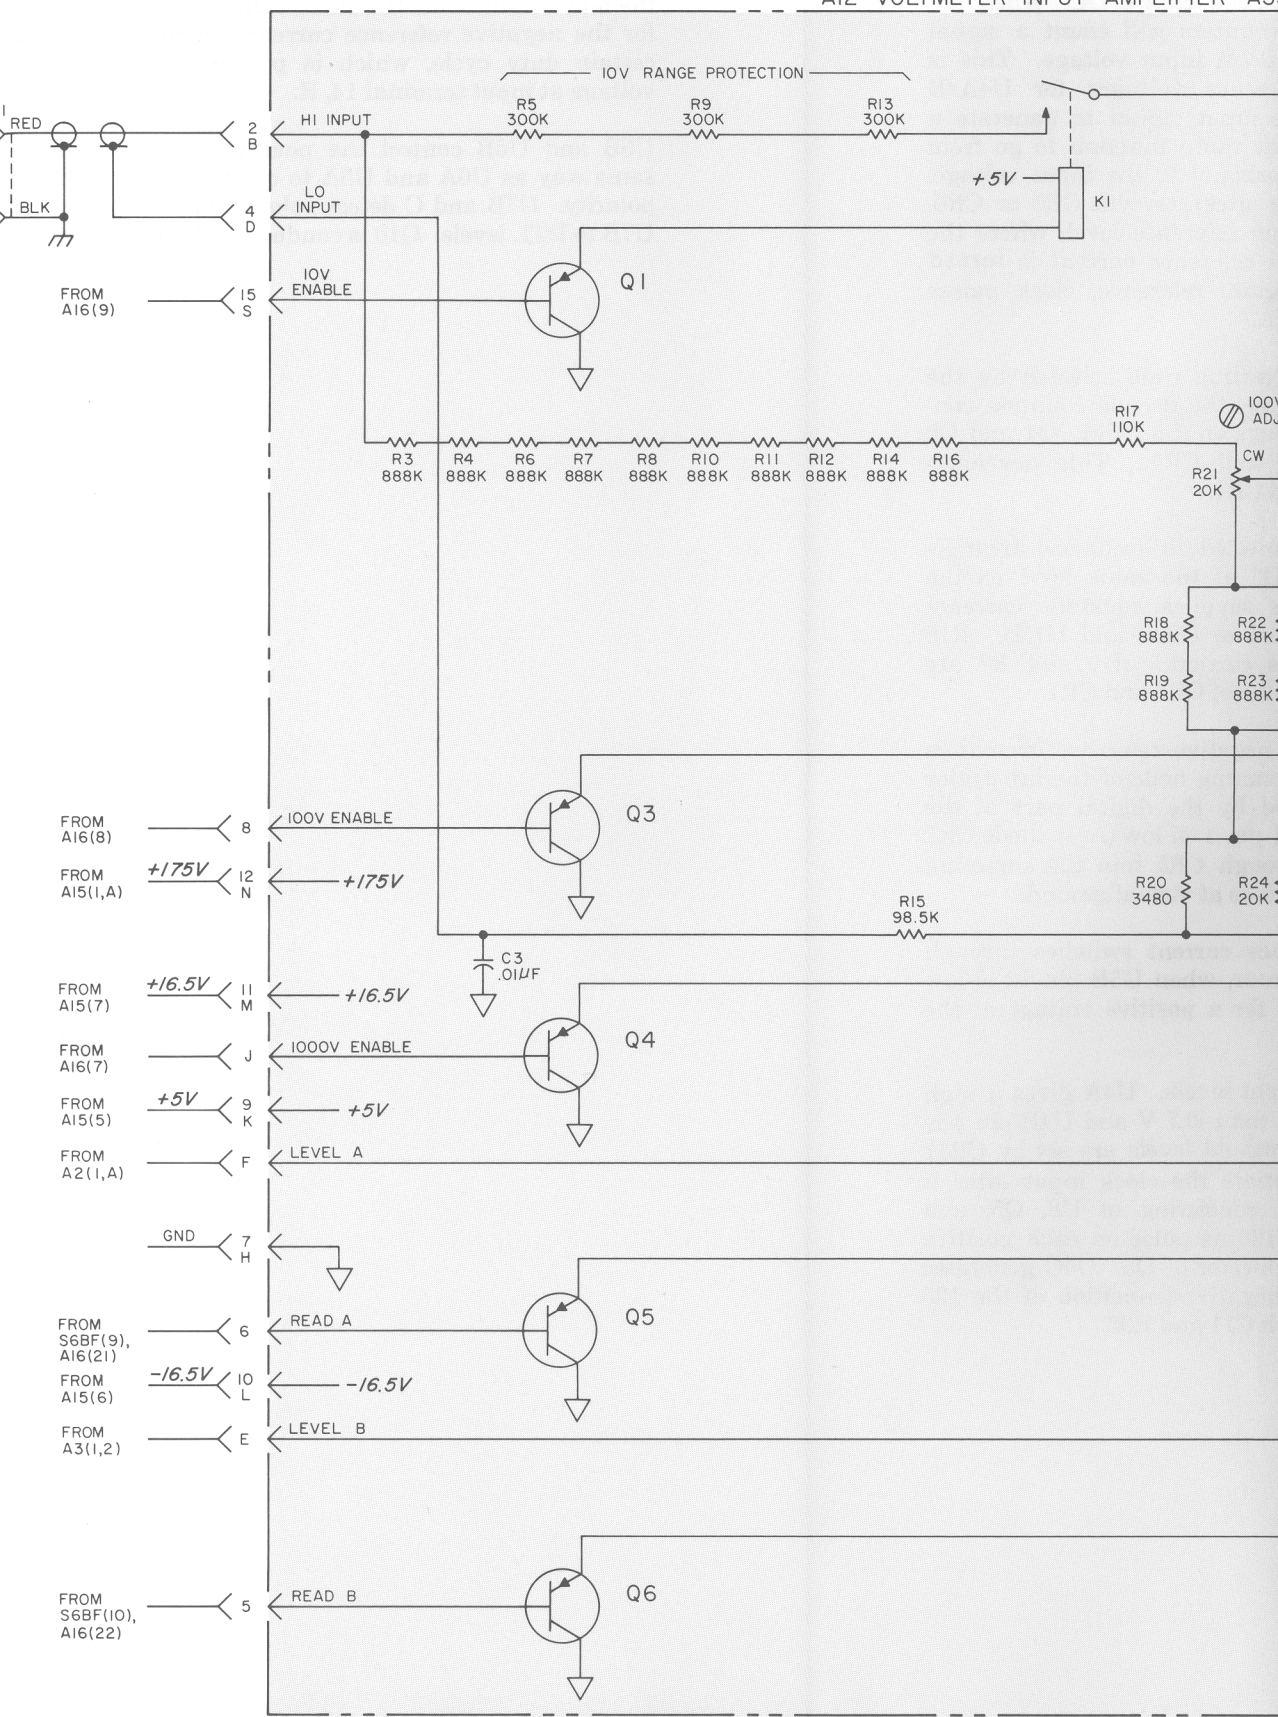 A12 VOLTMETER INPUT AMPLIFIER
10V RANGE PROTECTION
RED
2
B
HI INPUT
R5
300K
R9
300K
R13
300K
+5V
K1
BLK
4
D
LO
INPUT
FROM
A16(9)
15
S
10V
ENABLE
Q1
R3
888K
R4
888K
R6
888K
R7
888K
R8
888K
R10
888K
R11
888K
R12
888K
R14
888K
R16
888K
R17
110K
100V
ADJ
CW
R21
20K
R18
888K
R22
888K
R19
888K
R23
888K
FROM
A16(8)
8
100V ENABLE
Q3
FROM
A15(1,A)
+175V
12
N
+175V
R20
3480
R24
20K
R15
98.5K
C3
.01µF
FROM
A15(7)
+16.5V
11
M
+16.5V
FROM
A16(7)
J
1000V ENABLE
Q4
FROM
A15(5)
+5V
9
K
+5V
FROM
A2(1,A)
F
LEVEL A
GND
7
H
FROM
S6BF(9),
A16(21)
6
READ A
Q5
FROM
A15(6)
-16.5V
10
L
-16.5V
FROM
A3(1,2)
E
LEVEL B
FROM
S6BF(10),
A16(22)
5
READ B
Q6